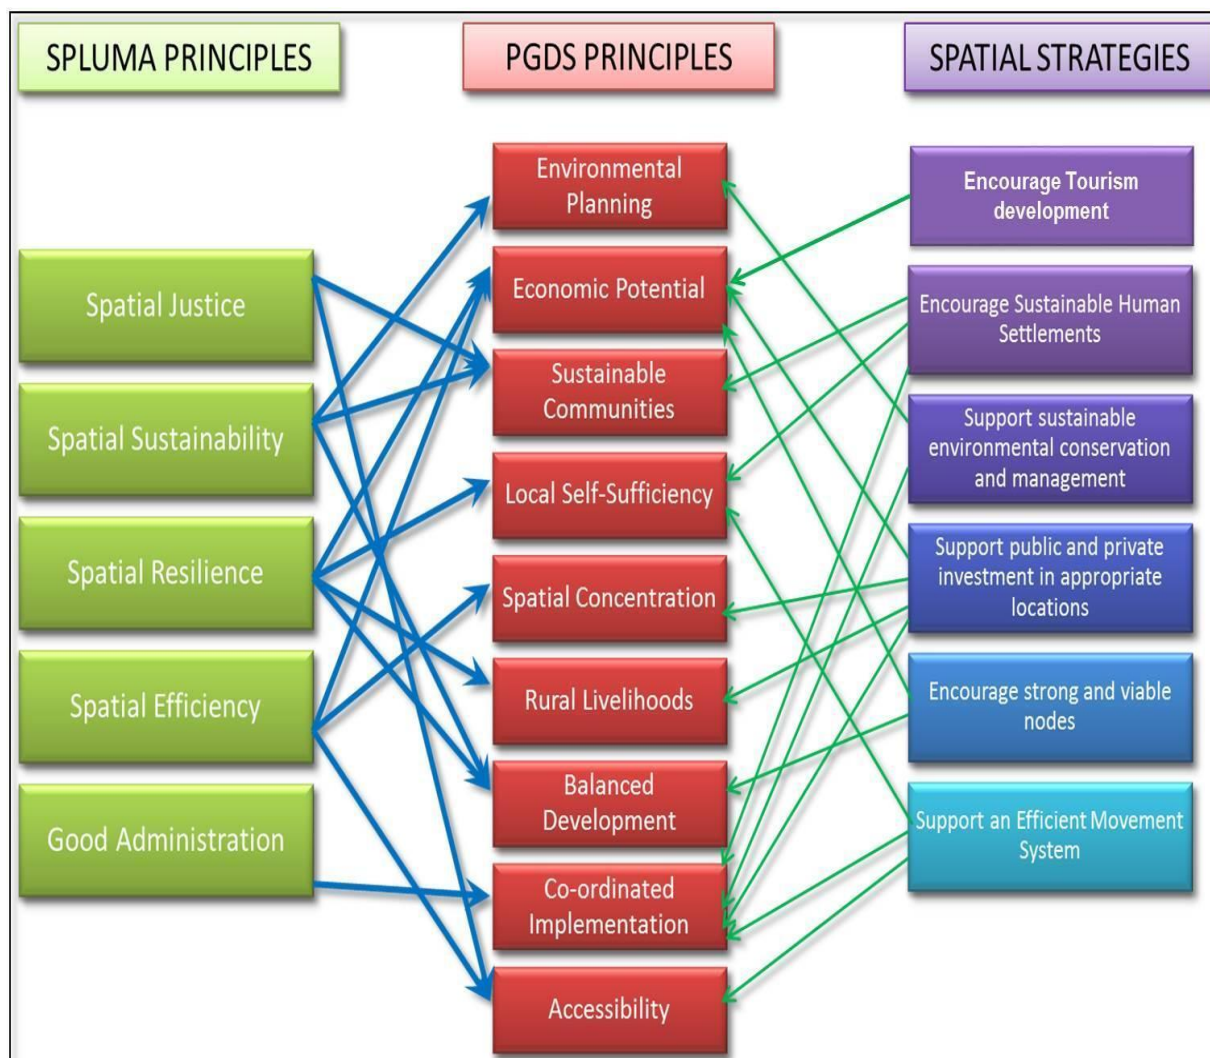 SPLUMA PRINCIPLES
PGDS PRINCIPLES
SPATIAL STRATEGIES
Spatial Justice
Spatial Sustainability
Spatial Resilience
Spatial Efficiency
Good Administration
Environmental
Planning
Economic Potential
Sustainable
Communities
Local Self-Sufficiency
Spatial Concentration
Rural Livelihoods
Balanced
Development
Co-ordinated
Implementation
Accessibility
Encourage Tourism
development
Encourage Sustainable Human
Settlements
Support sustainable
environmental conservation
and management
Support public and private
investment in appropriate
locations
Encourage strong and viable
nodes
Support an Efficient Movement
System